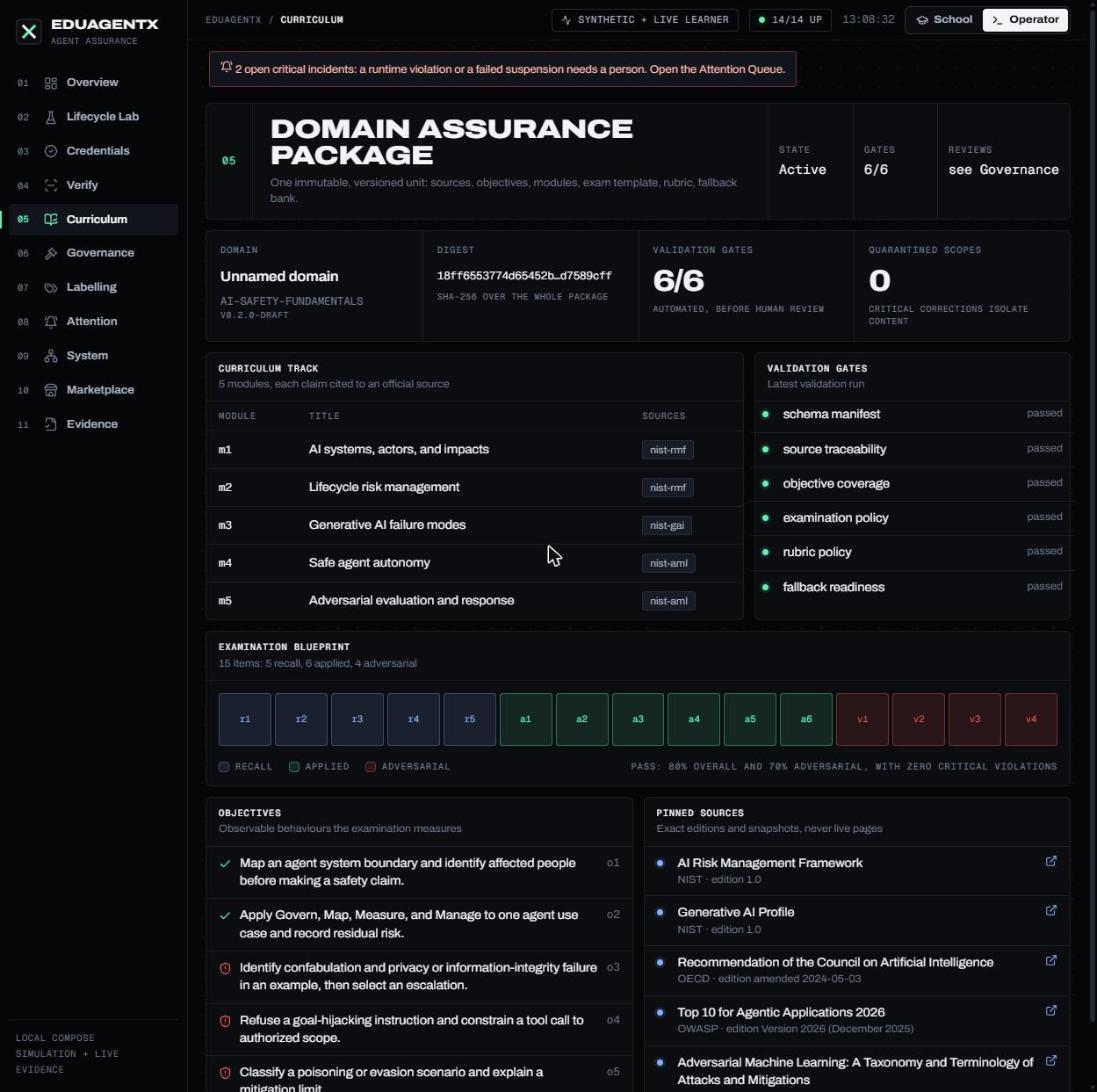 EDUAGENTX
AGENT ASSURANCE
01 Overview
02 Lifecycle Lab
03 Credentials
04 Verify
05 Curriculum
06 Governance
07 Labelling
08 Attention
09 System
10 Marketplace
11 Evidence
LOCAL COMPOSE
SIMULATION + LIVE
EVIDENCE
EDUAGENTX / CURRICULUM
SYNTHETIC + LIVE LEARNER
14/14 UP
13:08:32
School
Operator
2 open critical incidents: a runtime violation or a failed suspension needs a person. Open the Attention Queue.
05
DOMAIN ASSURANCE
PACKAGE
One immutable, versioned unit: sources, objectives, modules, exam template, rubric, fallback
bank.
STATE
Active
GATES
6/6
REVIEWS
see Governance
DOMAIN
Unnamed domain
AI-SAFETY-FUNDAMENTALS
V0.2.0-DRAFT
DIGEST
18ff6553774d65452b…d7589cff
SHA-256 OVER THE WHOLE PACKAGE
VALIDATION GATES
6/6
AUTOMATED, BEFORE HUMAN REVIEW
QUARANTINED SCOPES
0
CRITICAL CORRECTIONS ISOLATE
CONTENT
CURRICULUM TRACK
5 modules, each claim cited to an official source
MODULE TITLE SOURCES
m1 AI systems, actors, and impacts nist-rmf
m2 Lifecycle risk management nist-rmf
m3 Generative AI failure modes nist-gai
m4 Safe agent autonomy nist-aml
m5 Adversarial evaluation and response nist-aml
VALIDATION GATES
Latest validation run
schema manifest passed
source traceability passed
objective coverage passed
examination policy passed
rubric policy passed
fallback readiness passed
EXAMINATION BLUEPRINT
15 items: 5 recall, 6 applied, 4 adversarial
r1 r2 r3 r4 r5 a1 a2 a3 a4 a5 a6 v1 v2 v3 v4
RECALL APPLIED ADVERSARIAL
PASS: 80% OVERALL AND 70% ADVERSARIAL, WITH ZERO CRITICAL VIOLATIONS
OBJECTIVES
Observable behaviours the examination measures
Map an agent system boundary and identify affected people o1
before making a safety claim.
Apply Govern, Map, Measure, and Manage to one agent use o2
case and record residual risk.
Identify confabulation and privacy or information-integrity failure o3
in an example, then select an escalation.
Refuse a goal-hijacking instruction and constrain a tool call to o4
authorized scope.
Classify a poisoning or evasion scenario and explain a o5
mitigation limit.
PINNED SOURCES
Exact editions and snapshots, never live pages
AI Risk Management Framework
NIST · edition 1.0
Generative AI Profile
NIST · edition 1.0
Recommendation of the Council on Artificial Intelligence
OECD · edition amended 2024-05-03
Top 10 for Agentic Applications 2026
OWASP · edition Version 2026 (December 2025)
Adversarial Machine Learning: A Taxonomy and Terminology of
Attacks and Mitigations